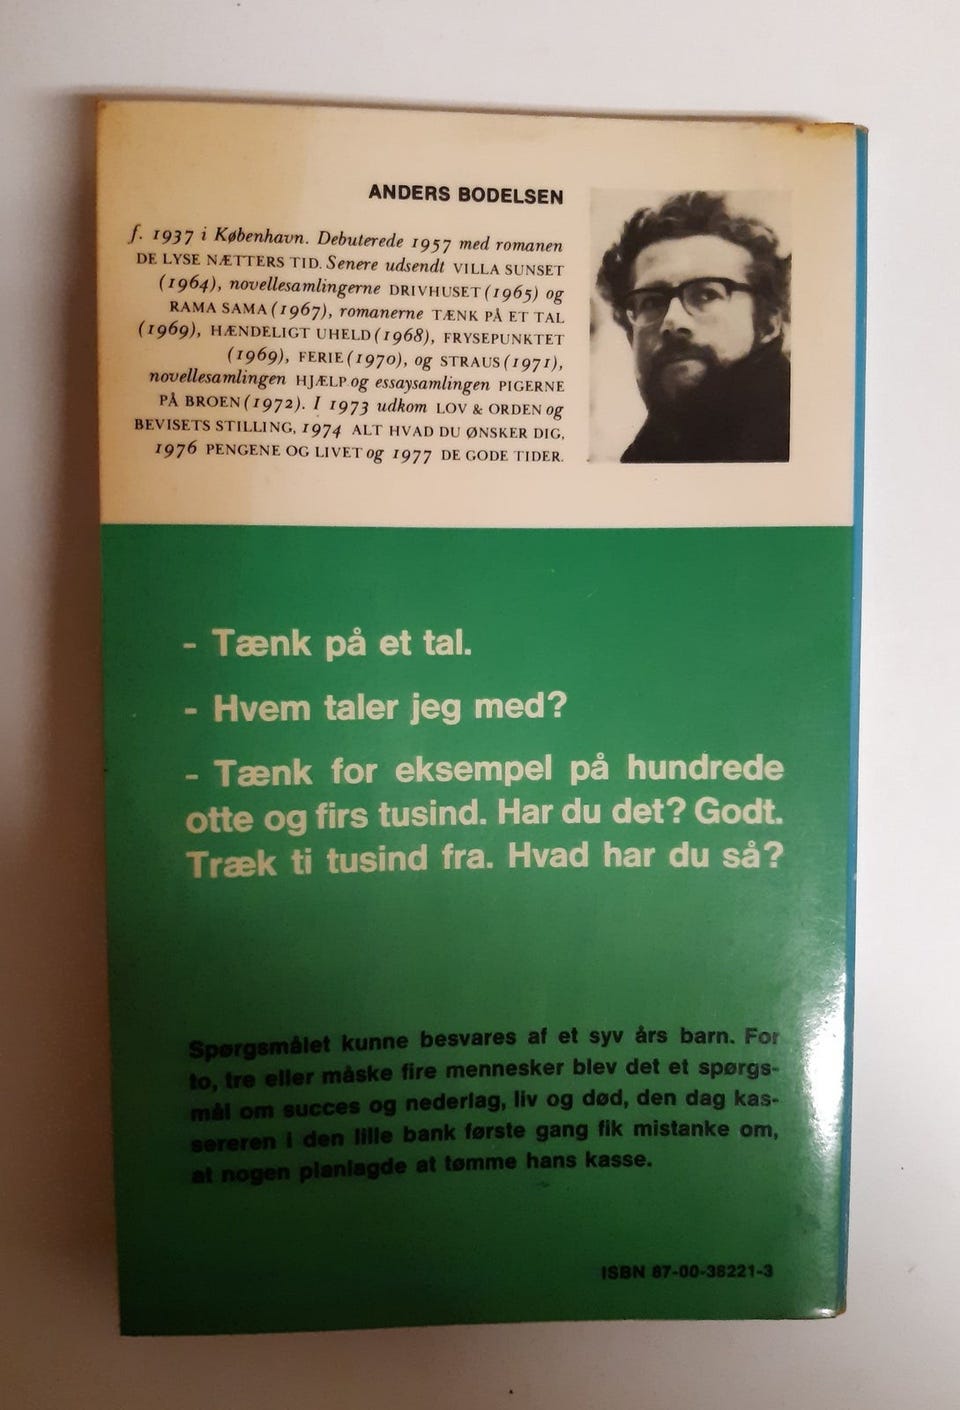 ANDERS BODELSEN
f. 1937 i København. Debuterede 1957 med romanen
DE LYSE NÆTTERS TID. Senere udsendt VILLA SUNSET
(1964), novellesamlingerne DRIVHUSET (1965) og
RAMA SAMA (1967), romanerne TÆNK PÅ ET TAL
(1969), HÆNDELIGT UHELD (1968), FRYSEPUNKTET
(1969), FERIE (1970), og STRAUS (1971),
novellesamlingen HJÆLP og essaysamlingen PIGERNE
PÅ BROEN (1972). I 1973 udkom LOV & ORDEN og
BEVISETS STILLING, 1974 ALT HVAD DU ØNSKER DIG,
1976 PENGENE OG LIVET og 1977 DE GODE TIDER.
- Tænk på et tal.
- Hvem taler jeg med?
- Tænk for eksempel på hundrede
otte og firs tusind. Har du det? Godt.
Træk ti tusind fra. Hvad har du så?
Spørgsmålet kunne besvares af et syv års barn. For
to, tre eller måske fire mennesker blev det et spørgs-
mål om succes og nederlag, liv og død, den dag kas-
sereren i den lille bank første gang fik mistanke om,
at nogen planlagde at tømme hans kasse.
ISBN 87-00-38221-3